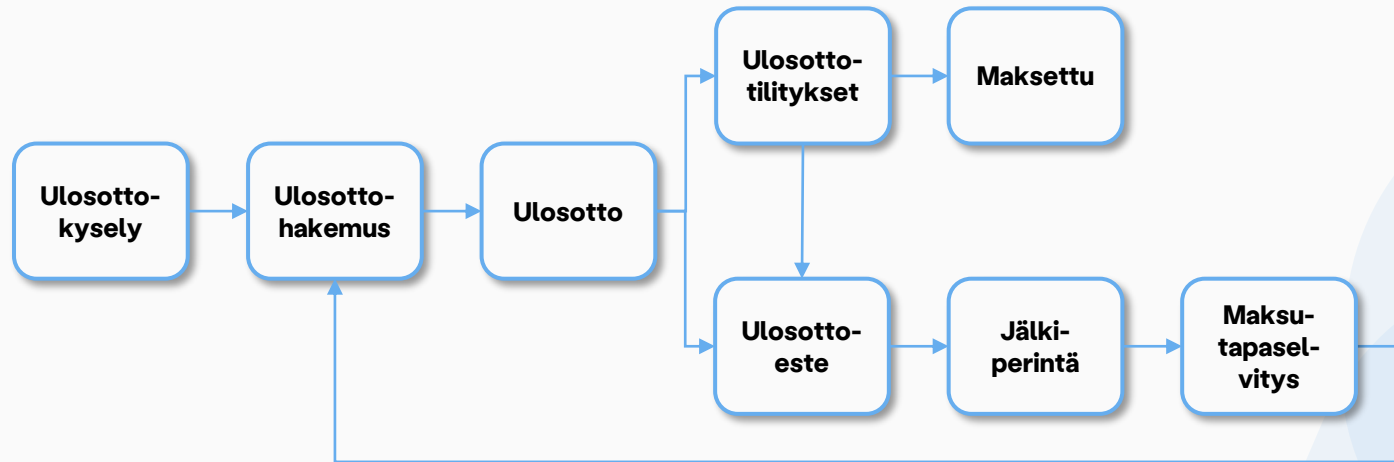 Ulosotto-
tilitykset
Maksettu
Ulosotto-
kysely
Ulosotto-
hakemus
Ulosotto
Ulosotto-
este
Jälki-
perintä
Maksu-
tapasel-
vitys